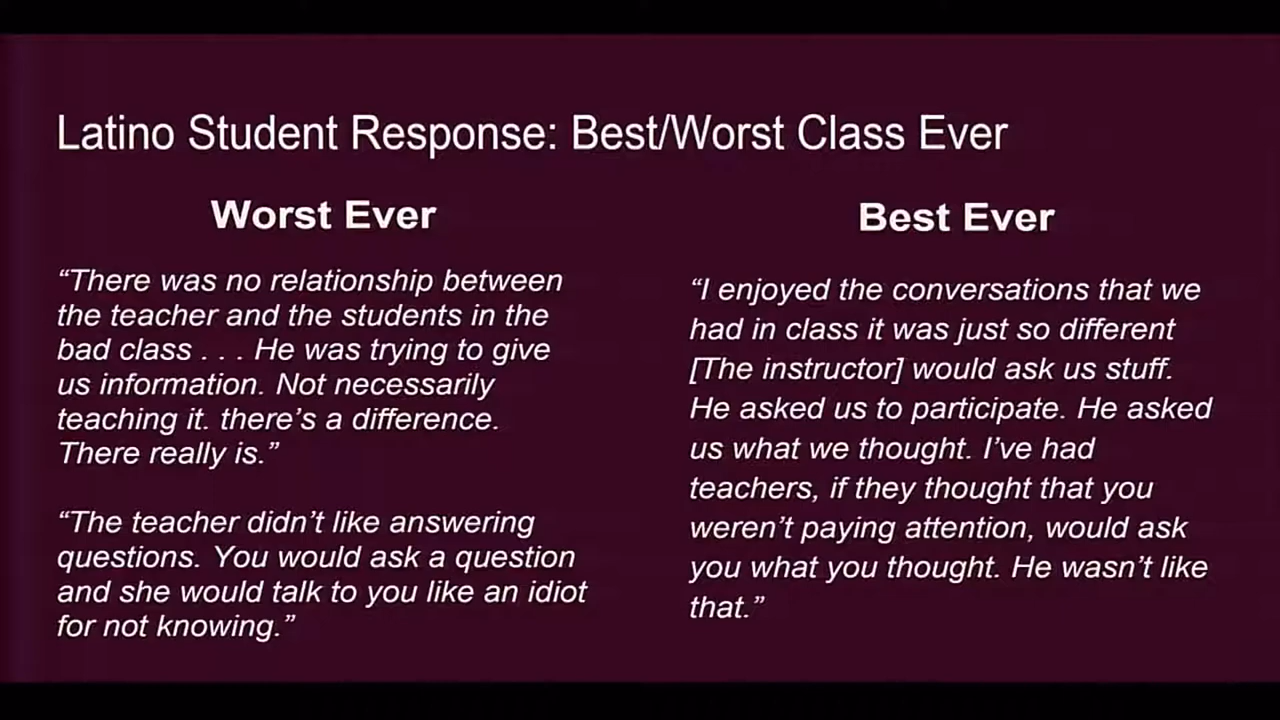 Latino Student Response: Best/Worst Class Ever
Worst Ever
“There was no relationship between
the teacher and the students in the
bad class . . . He was trying to give
us information. Not necessarily
teaching it. there’s a difference.
There really is.”
“The teacher didn’t like answering
questions. You would ask a question
and she would talk to you like an idiot
for not knowing.”
Best Ever
“I enjoyed the conversations that we
had in class it was just so different
[The instructor] would ask us stuff.
He asked us to participate. He asked
us what we thought. I’ve had
teachers, if they thought that you
weren’t paying attention, would ask
you what you thought. He wasn’t like
that.”